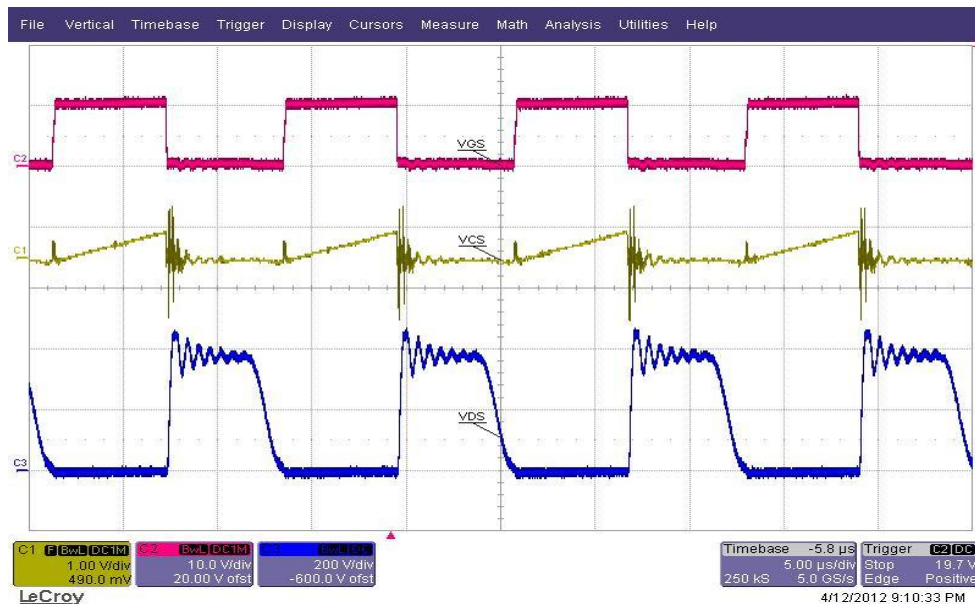 File Vertical Timebase Trigger Display Cursors Measure Math Analysis Utilities Help
C2
VGS
C1
VCS
VDS
C3
C1 F BwL DC1M
1.00 V/div
490.0 mV
C2 BwL DC1M
10.0 V/div
20.00 V ofst
200 V/div
-600.0 V ofst
Timebase -5.8 µs
5.00 µs/div
250 kS 5.0 GS/s
Trigger C2 DC
Stop 19.7 V
Edge Positive
LeCroy
4/12/2012 9:10:33 PM